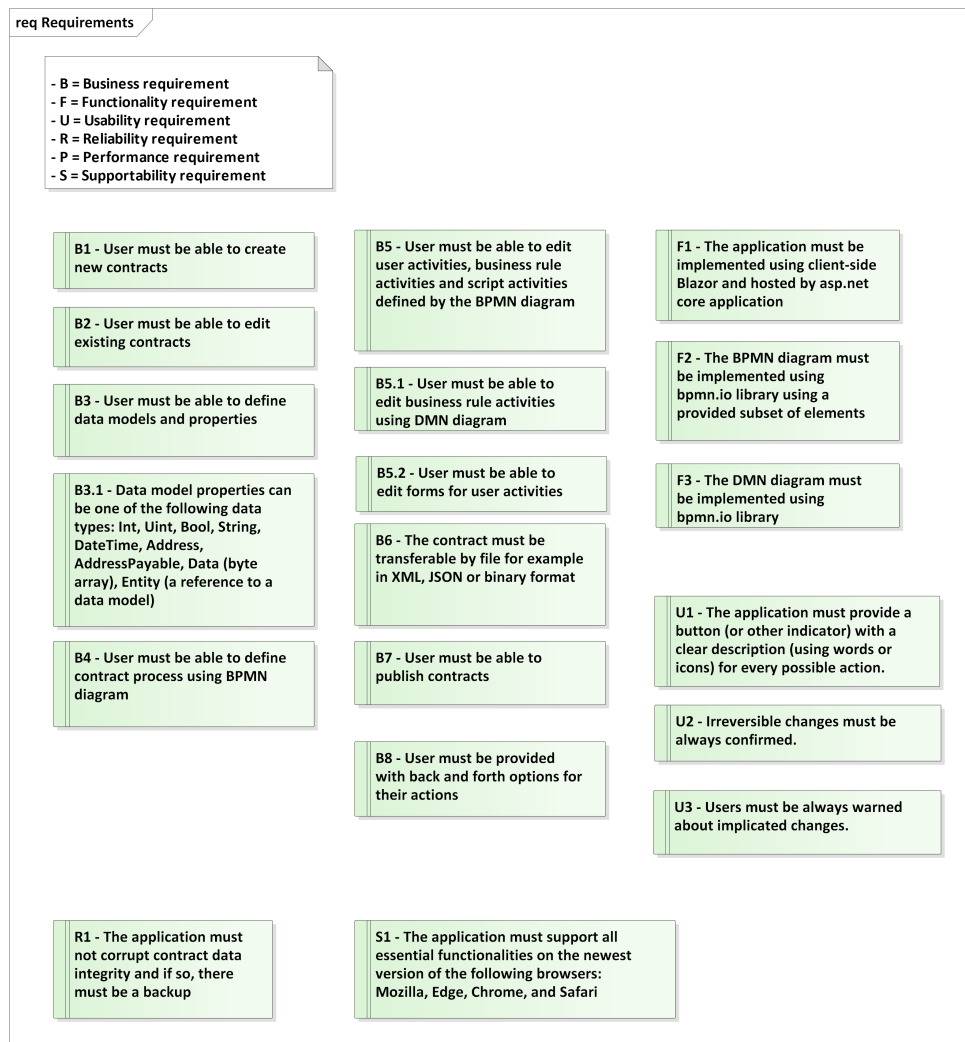 req Requirements
- B = Business requirement
- F = Functionality requirement
- U = Usability requirement
- R = Reliability requirement
- P = Performance requirement
- S = Supportability requirement
B1 - User must be able to create
new contracts
B2 - User must be able to edit
existing contracts
B3 - User must be able to define
data models and properties
B3.1 - Data model properties can
be one of the following data
types: Int, Uint, Bool, String,
DateTime, Address,
AddressPayable, Data (byte
array), Entity (a reference to a
data model)
B4 - User must be able to define
contract process using BPMN
diagram
B5 - User must be able to edit
user activities, business rule
activities and script activities
defined by the BPMN diagram
B5.1 - User must be able to
edit business rule activities
using DMN diagram
B5.2 - User must be able to
edit forms for user activities
B6 - The contract must be
transferable by file for example
in XML, JSON or binary format
B7 - User must be able to
publish contracts
B8 - User must be provided
with back and forth options for
their actions
F1 - The application must be
implemented using client-side
Blazor and hosted by asp.net
core application
F2 - The BPMN diagram must
be implemented using
bpmn.io library using a
provided subset of elements
F3 - The DMN diagram must
be implemented using
bpmn.io library
U1 - The application must provide a
button (or other indicator) with a
clear description (using words or
icons) for every possible action.
U2 - Irreversible changes must be
always confirmed.
U3 - Users must be always warned
about implicated changes.
R1 - The application must
not corrupt contract data
integrity and if so, there
must be a backup
S1 - The application must support all
essential functionalities on the newest
version of the following browsers:
Mozilla, Edge, Chrome, and Safari